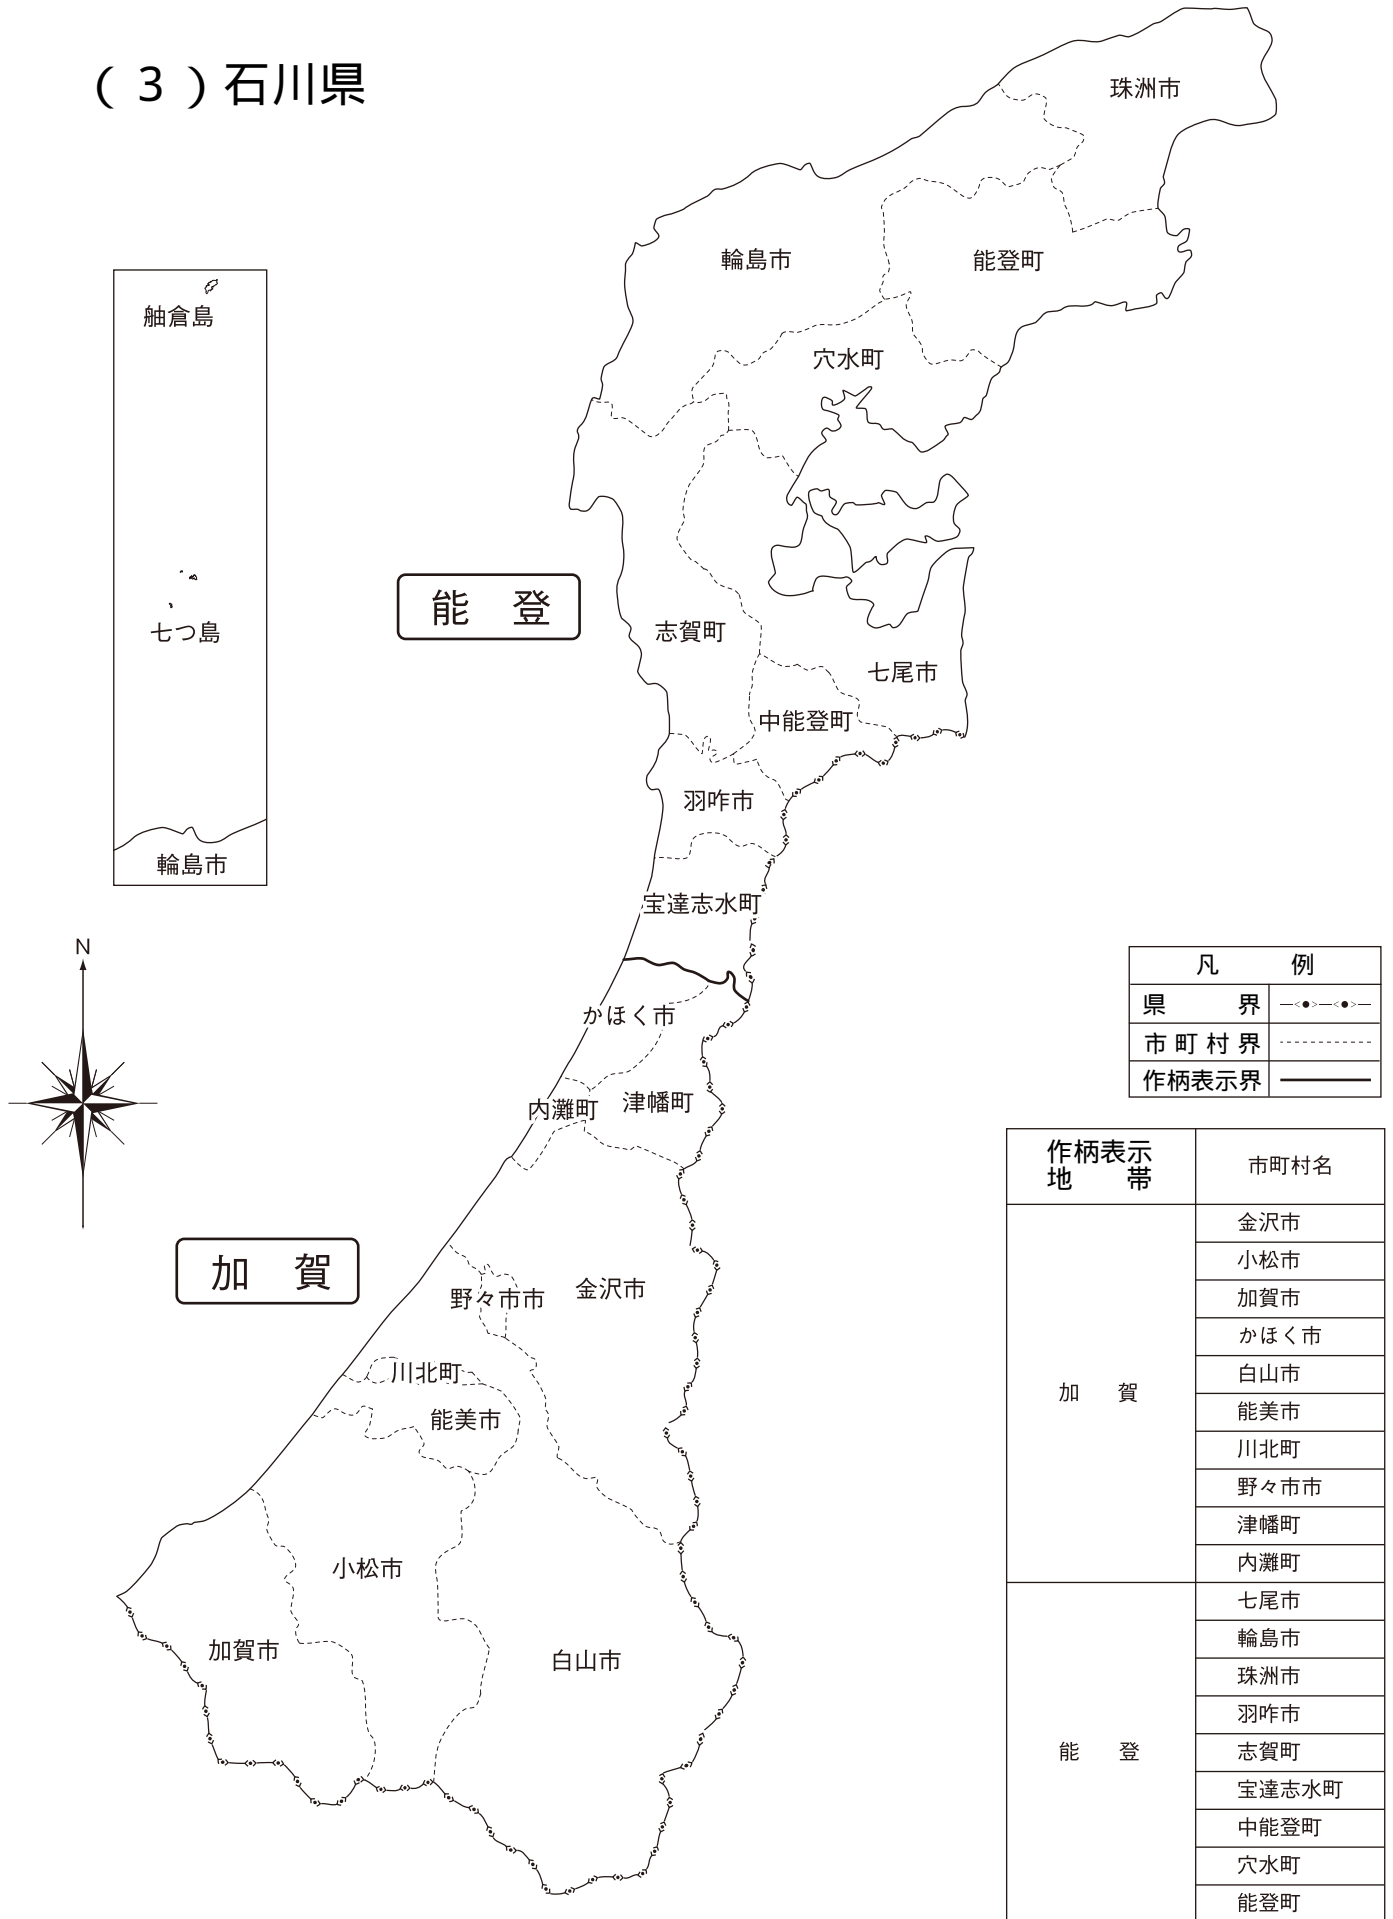 （３）石川県
珠洲市
輪島市
能登町
舳倉島
穴水町
能　登
七つ島
志賀町
七尾市
中能登町
羽咋市
輪島市
宝達志水町
N
かほく市
内灘町
津幡町
加　賀
金沢市
野々市市
川北町
能美市
小松市
加賀市
白山市
凡　例
県　界
市町村界
作柄表示界
作柄表示
地　帯
市町村名
加　賀
金沢市
小松市
加賀市
かほく市
白山市
能美市
川北町
野々市市
津幡町
内灘町
能　登
七尾市
輪島市
珠洲市
羽咋市
志賀町
宝達志水町
中能登町
穴水町
能登町